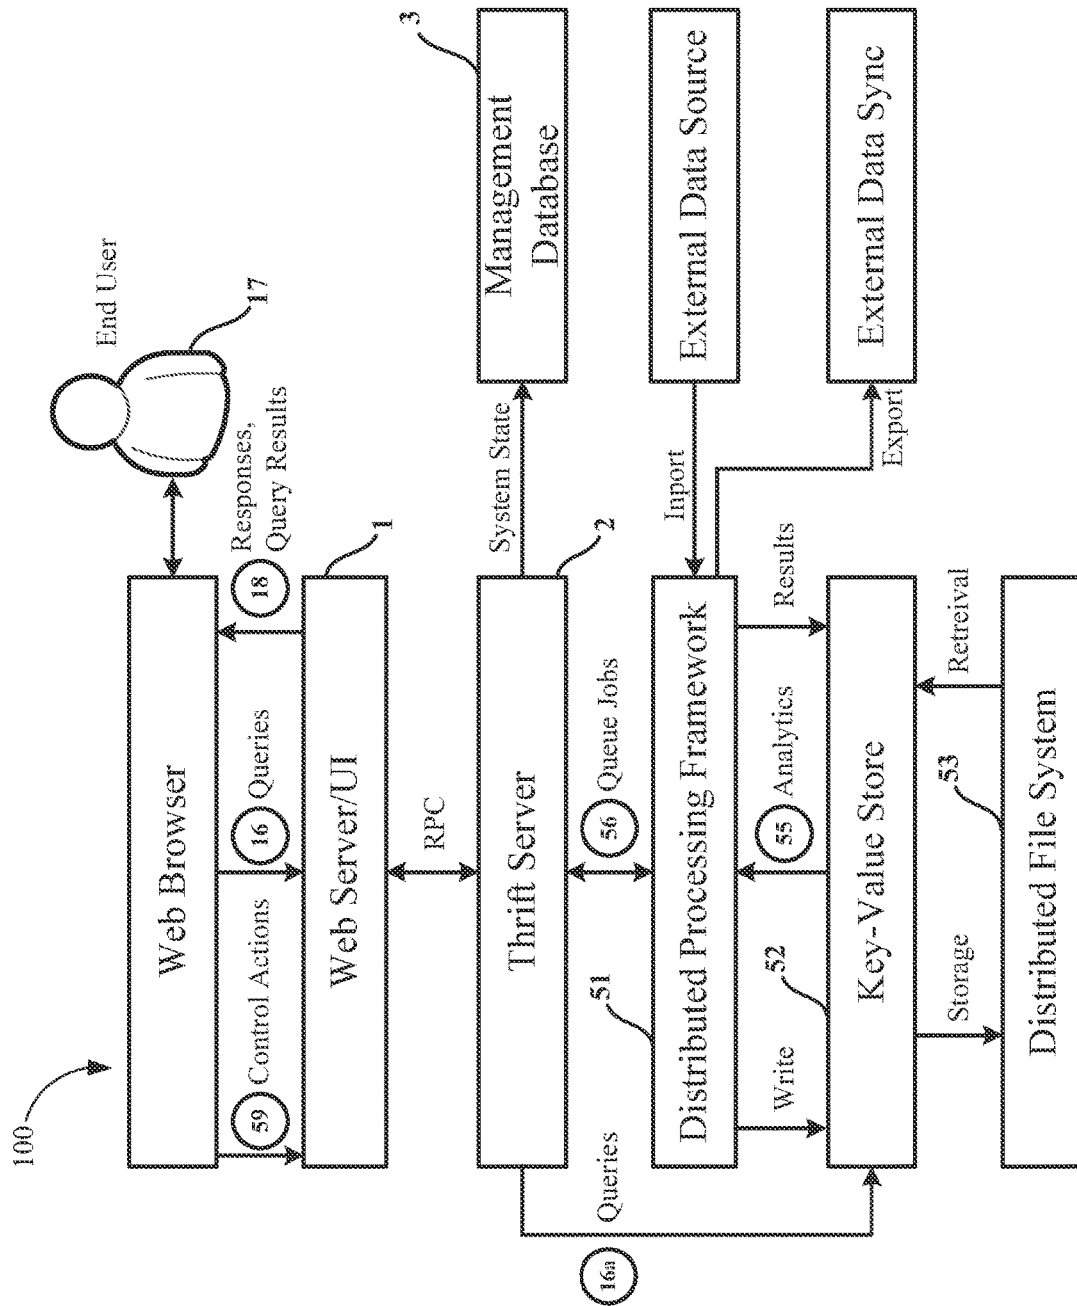 100
End User
17
Web Browser
59 Control Actions
16 Queries
18 Responses,
Query Results
1
Web Server/UI
RPC
3
Thrift Server
System State
Management
Database
2
16a
Queries
56 Queue Jobs
51
Distributed Processing Framework
Inport
External Data Source
Write
55 Analytics
Results
52
Key-Value Store
Export
External Data Sync
Storage
Retreival
53
Distributed File System